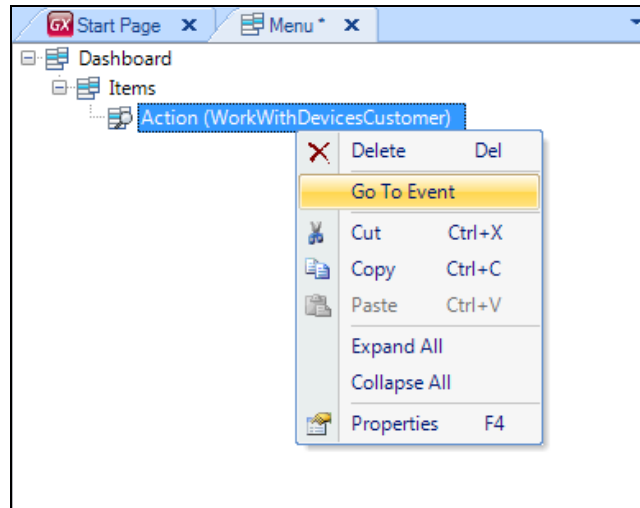 GX Start Page x Menu * x
Dashboard
Items
Action (WorkWithDevicesCustomer)
Delete Del
Go To Event
Cut Ctrl+X
Copy Ctrl+C
Paste Ctrl+V
Expand All
Collapse All
Properties F4